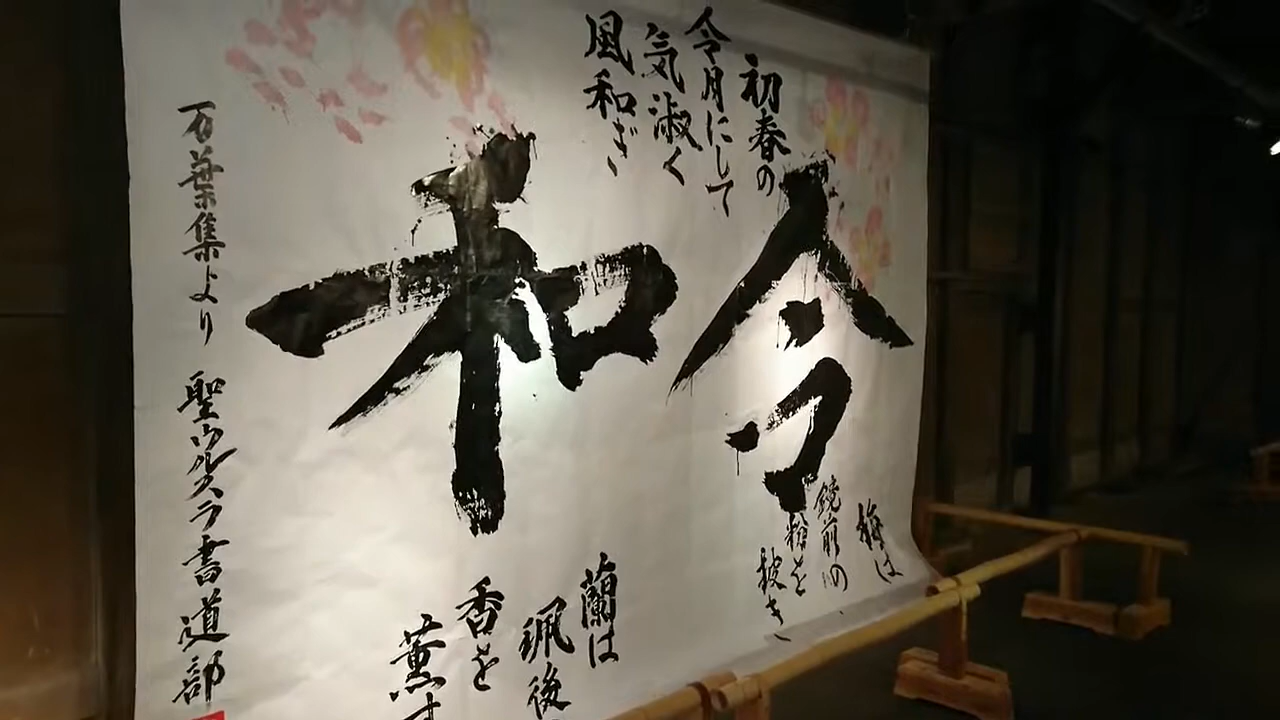 令和
初春の
令月にして
気淑く
風和ぎ、
梅は
鏡前の
粉を
披き、
蘭は
珮後
香を
薫す
万葉集より 聖ウルスラ書道部